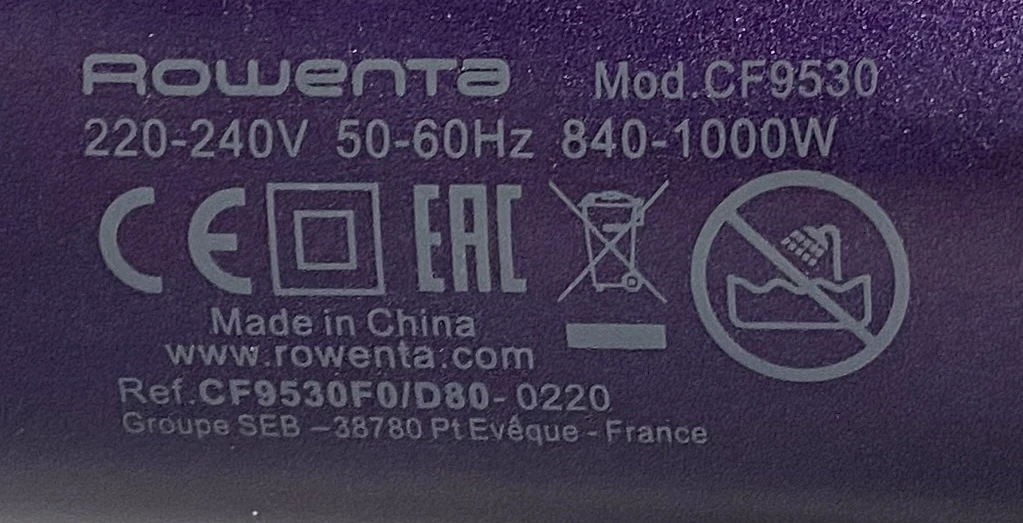 Rowenta Mod.CF9530
220-240V 50-60Hz 840-1000W
CE EAC
Made in China
www.rowenta.com
Ref.CF9530F0/D80- 0220
Groupe SEB –38780 Pt Evêque - France